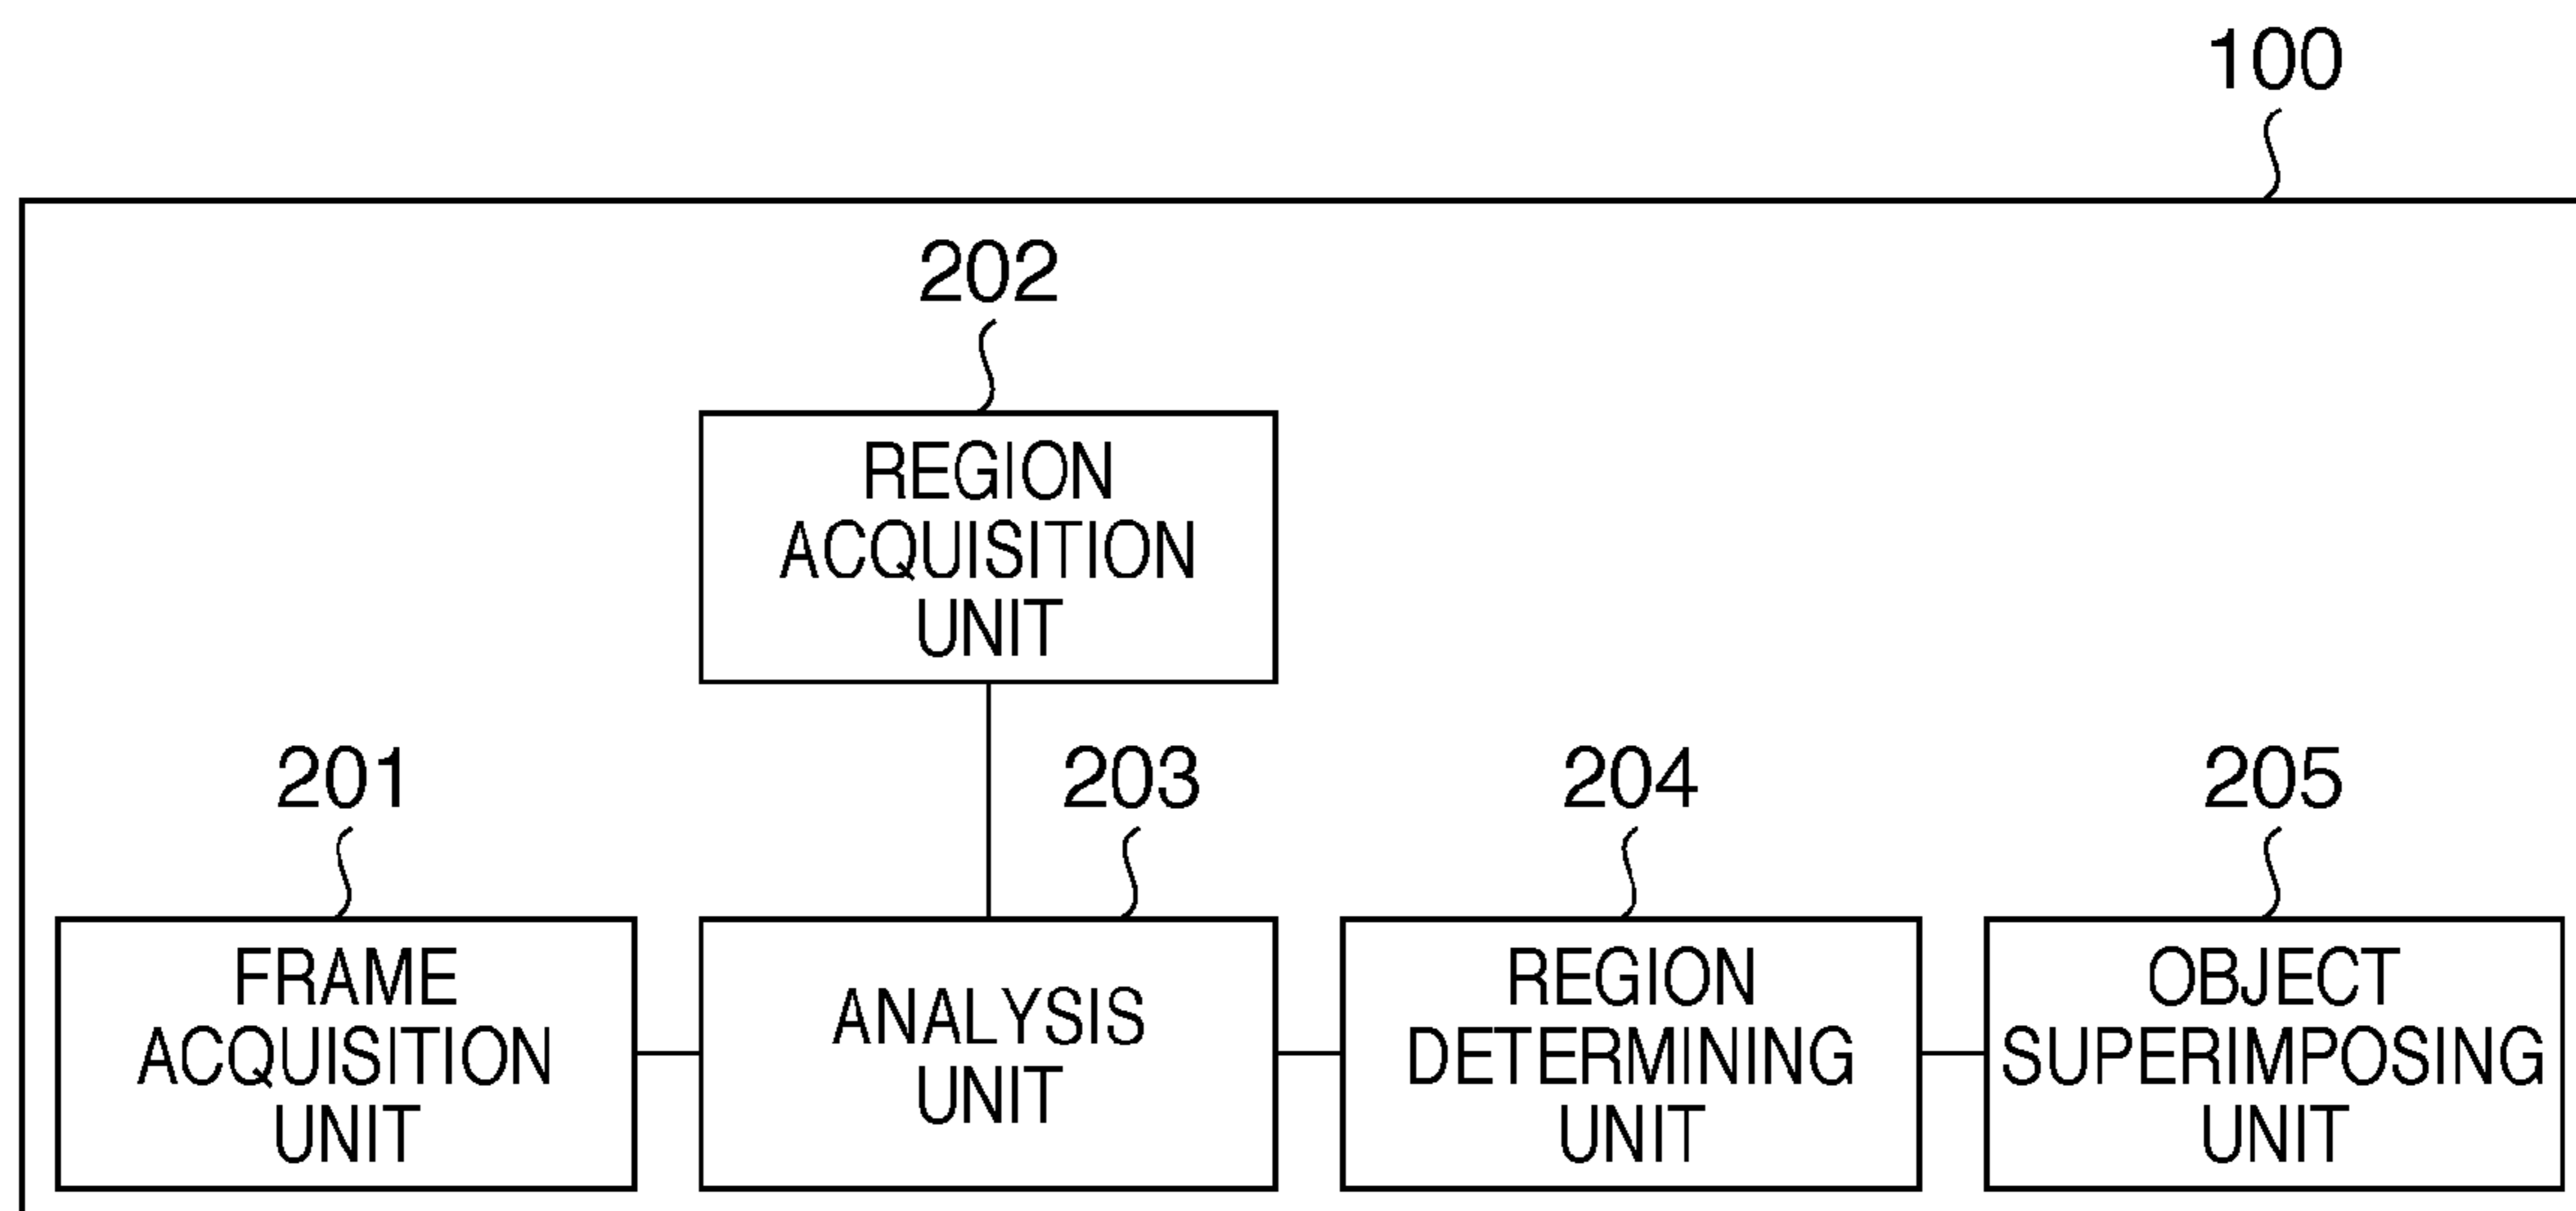 100
202
REGION
ACQUISITION
UNIT
201
FRAME
ACQUISITION
UNIT
203
ANALYSIS
UNIT
204
REGION
DETERMINING
UNIT
205
OBJECT
SUPERIMPOSING
UNIT